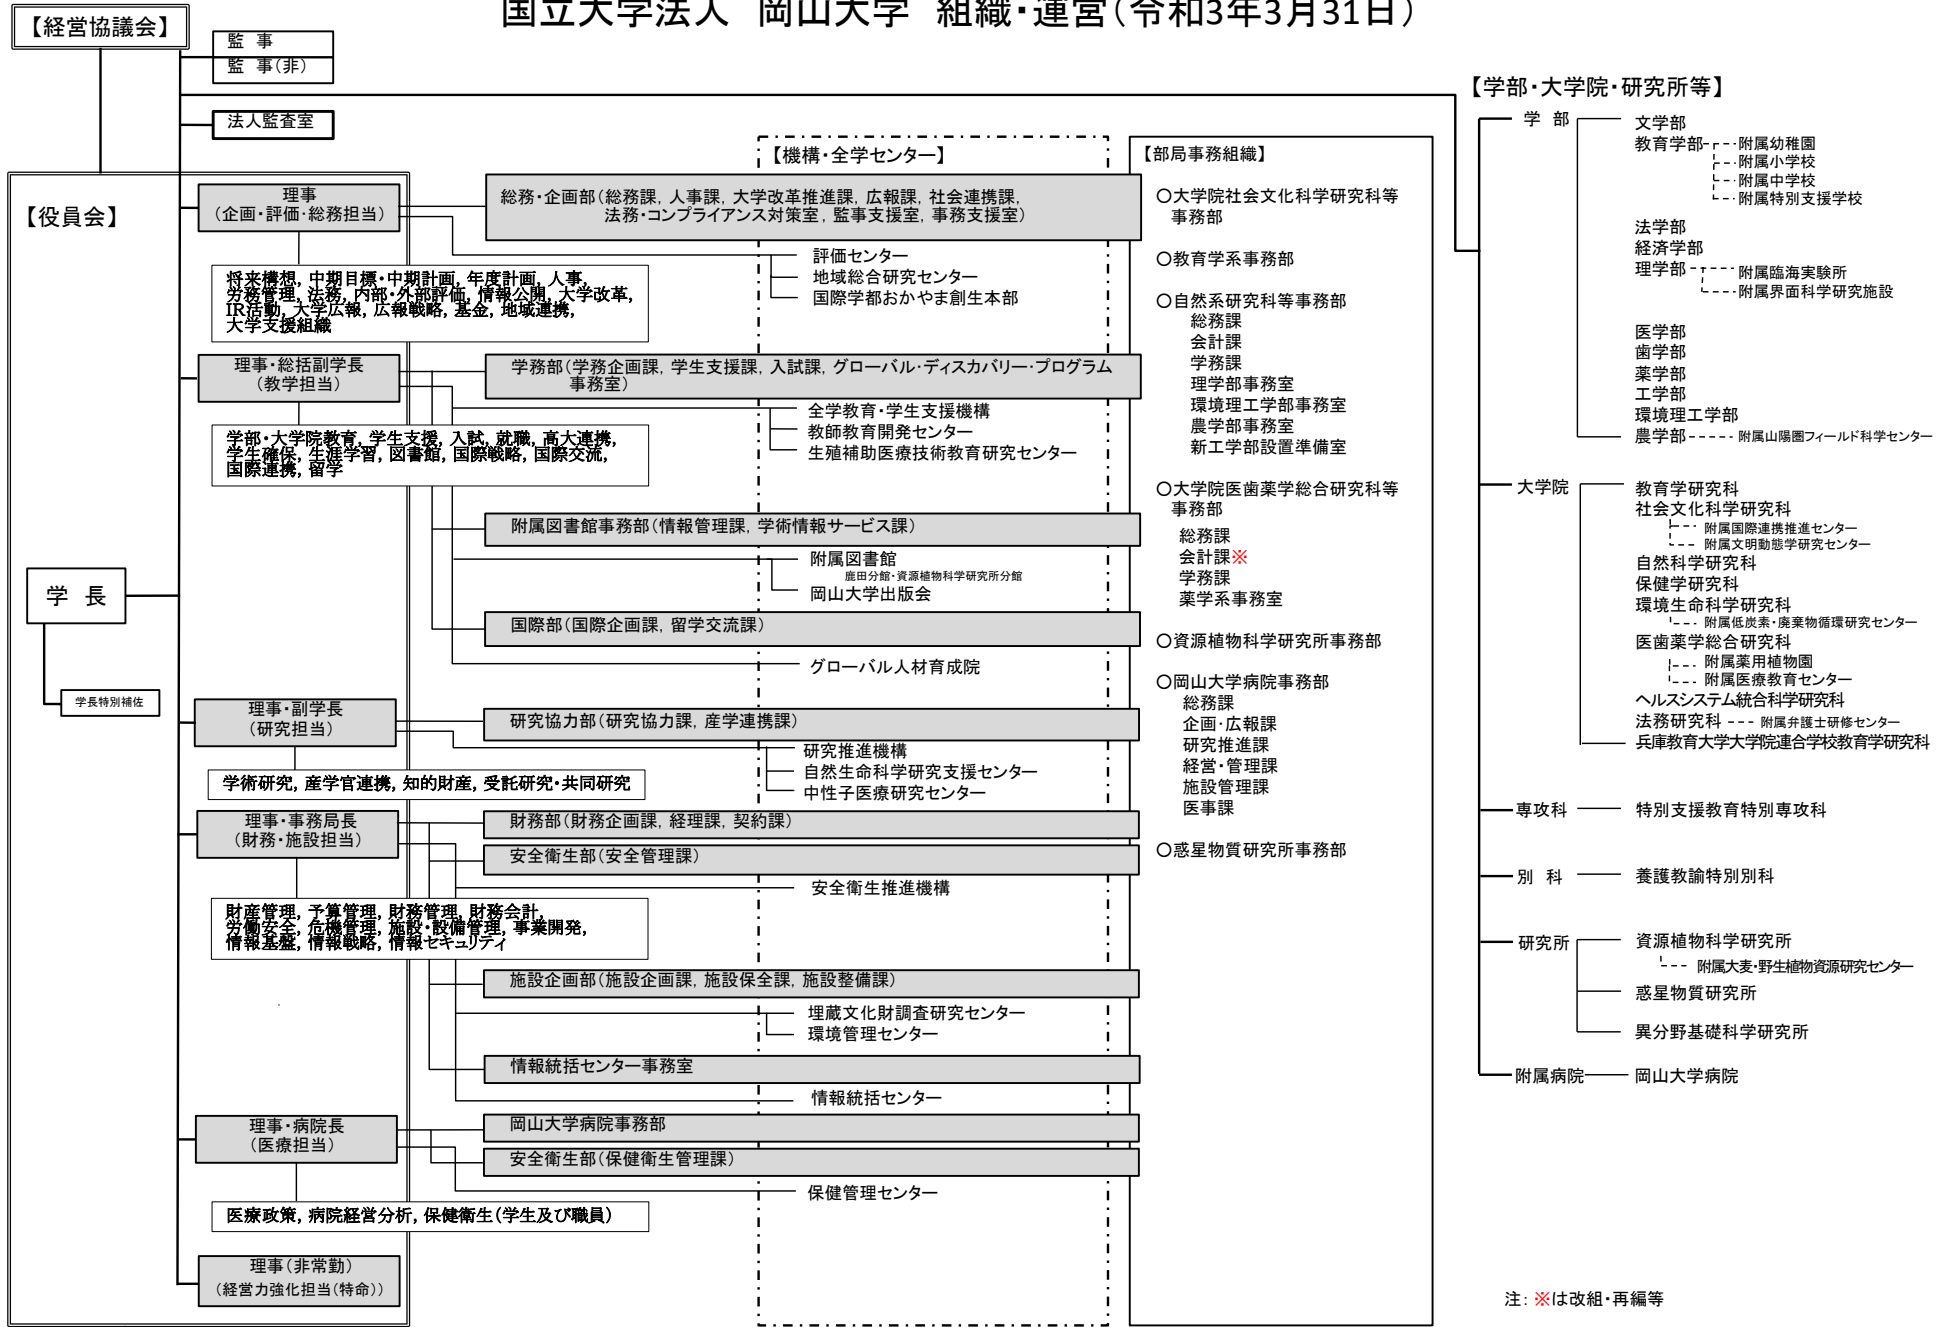 国立大学法人 岡山大学 組織・運営(令和3年3月31日)
【経営協議会】
監 事
監 事(非)
法人監査室
【役員会】
学 長
学長特別補佐
理事
(企画・評価・総務担当)
将来構想, 中期目標・中期計画, 年度計画, 人事,
労務管理, 法務, 内部・外部評価, 情報公開, 大学改革,
IR活動, 大学広報, 広報戦略, 基金, 地域連携,
大学支援組織
理事・総括副学長
(教学担当)
学部・大学院教育, 学生支援, 入試, 就職, 高大連携,
学生確保, 生涯学習, 図書館, 国際戦略, 国際交流,
国際連携, 留学
理事・副学長
(研究担当)
学術研究, 産学官連携, 知的財産, 受託研究・共同研究
理事・事務局長
(財務・施設担当)
財産管理, 予算管理, 財務管理, 財務会計,
労働安全, 危機管理, 施設・設備管理, 事業開発,
情報基盤, 情報戦略, 情報セキュリティ
理事・病院長
(医療担当)
医療政策, 病院経営分析, 保健衛生(学生及び職員)
理事(非常勤)
(経営力強化担当(特命))
【機構・全学センター】
総務・企画部(総務課, 人事課, 大学改革推進課, 広報課, 社会連携課,
法務・コンプライアンス対策室, 監事支援室, 事務支援室)
評価センター
地域総合研究センター
国際学都おかやま創生本部
学務部(学務企画課, 学生支援課, 入試課, グローバル・ディスカバリー・プログラム
事務室)
全学教育・学生支援機構
教師教育開発センター
生殖補助医療技術教育研究センター
附属図書館事務部(情報管理課, 学術情報サービス課)
附属図書館
鹿田分館・資源植物科学研究所分館
岡山大学出版会
国際部(国際企画課, 留学交流課)
グローバル人材育成院
研究協力部(研究協力課, 産学連携課)
研究推進機構
自然生命科学研究支援センター
中性子医療研究センター
財務部(財務企画課, 経理課, 契約課)
安全衛生部(安全管理課)
安全衛生推進機構
施設企画部(施設企画課, 施設保全課, 施設整備課)
埋蔵文化財調査研究センター
環境管理センター
情報統括センター事務室
情報統括センター
岡山大学病院事務部
安全衛生部(保健衛生管理課)
保健管理センター
【部局事務組織】
○大学院社会文化科学研究科等
事務部
○教育学系事務部
○自然系研究科等事務部
総務課
会計課
学務課
理学部事務室
環境理工学部事務室
農学部事務室
新工学部設置準備室
○大学院医歯薬学総合研究科等
事務部
総務課
会計課※
学務課
薬学系事務室
○資源植物科学研究所事務部
○岡山大学病院事務部
総務課
企画・広報課
研究推進課
経営・管理課
施設管理課
医事課
○惑星物質研究所事務部
【学部・大学院・研究所等】
学 部
文学部
教育学部
附属幼稚園
附属小学校
附属中学校
附属特別支援学校
法学部
経済学部
理学部
附属臨海実験所
附属界面科学研究施設
医学部
歯学部
薬学部
工学部
環境理工学部
農学部
附属山陽圏フィールド科学センター
大学院
教育学研究科
社会文化科学研究科
附属国際連携推進センター
附属文明動態学研究センター
自然科学研究科
保健学研究科
環境生命科学研究科
附属低炭素・廃棄物循環研究センター
医歯薬学総合研究科
附属薬用植物園
附属医療教育センター
ヘルスシステム統合科学研究科
法務研究科
附属弁護士研修センター
兵庫教育大学大学院連合学校教育学研究科
専攻科
特別支援教育特別専攻科
別 科
養護教諭特別別科
研究所
資源植物科学研究所
附属大麦・野生植物資源研究センター
惑星物質研究所
異分野基礎科学研究所
附属病院
岡山大学病院
注: ※は改組・再編等